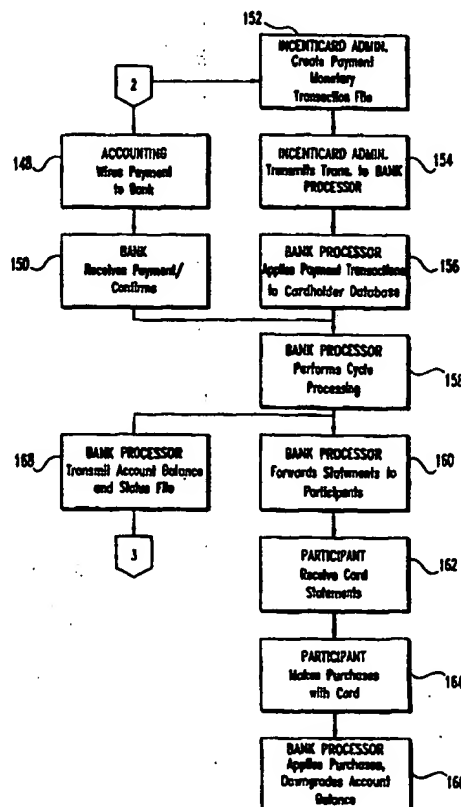 152
INCENTICARD ADMIN.
Create Payment
Monetary
Transaction File
2
148
ACCOUNTING
Wires Payment
to Bank
INCENTICARD ADMIN.
Transmits Trans. to BANK
PROCESSOR
154
150
BANK
Receives Payment/
Confirms
BANK PROCESSOR
Applies Payment Transactions
to Cardholder Database
156
BANK PROCESSOR
Performs Cycle
Processing
158
168
BANK PROCESSOR
Transmit Account Balance
and Status File
BANK PROCESSOR
Forwards Statements to
Participants
160
3
PARTICIPANT
Receive Card
Statements
162
PARTICIPANT
Makes Purchases
with Card
164
BANK PROCESSOR
Applies Purchases,
Downgrades Account
Balance
166